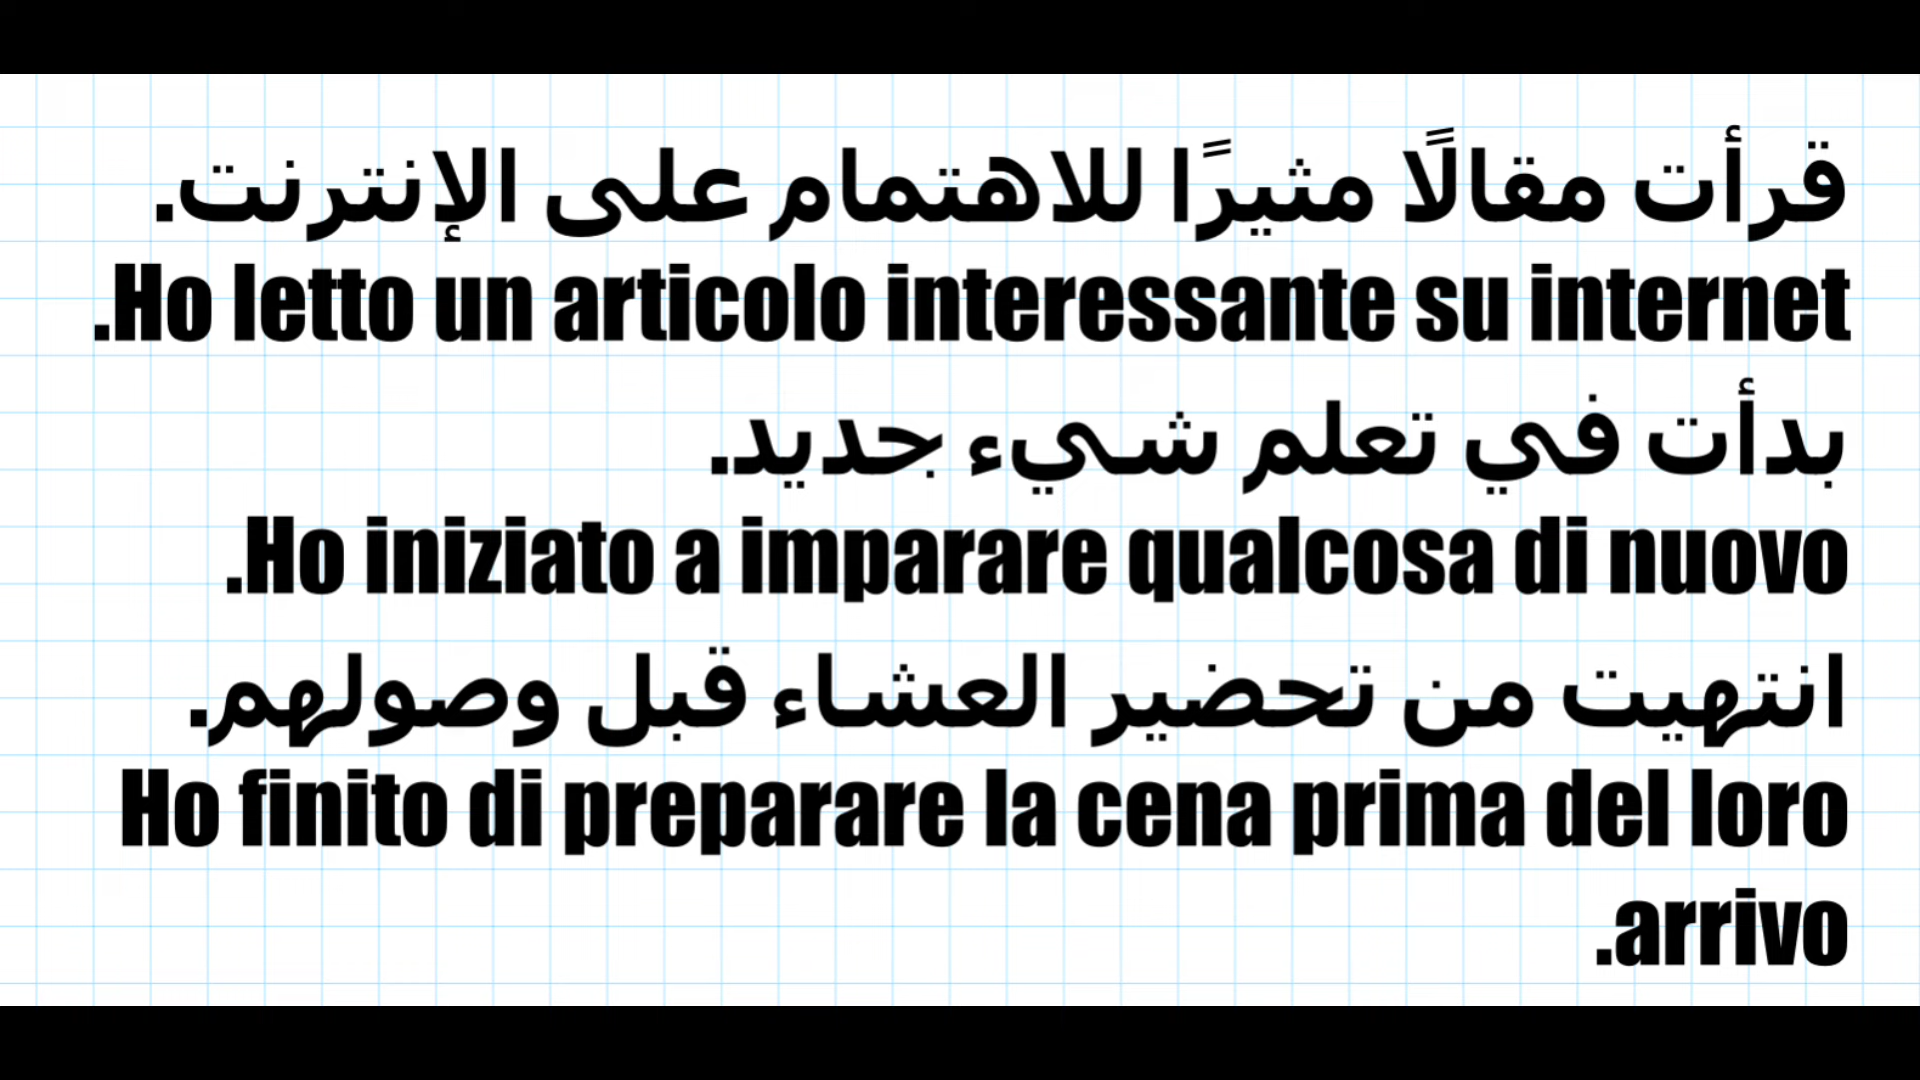 قرأت مقالًا مثيرًا للاهتمام على الإنترنت.
.Ho letto un articolo interessante su internet
بدأت في تعلم شيء جديد.
.Ho iniziato a imparare qualcosa di nuovo
انتهيت من تحضير العشاء قبل وصولهم.
Ho finito di preparare la cena prima del loro
.arrivo